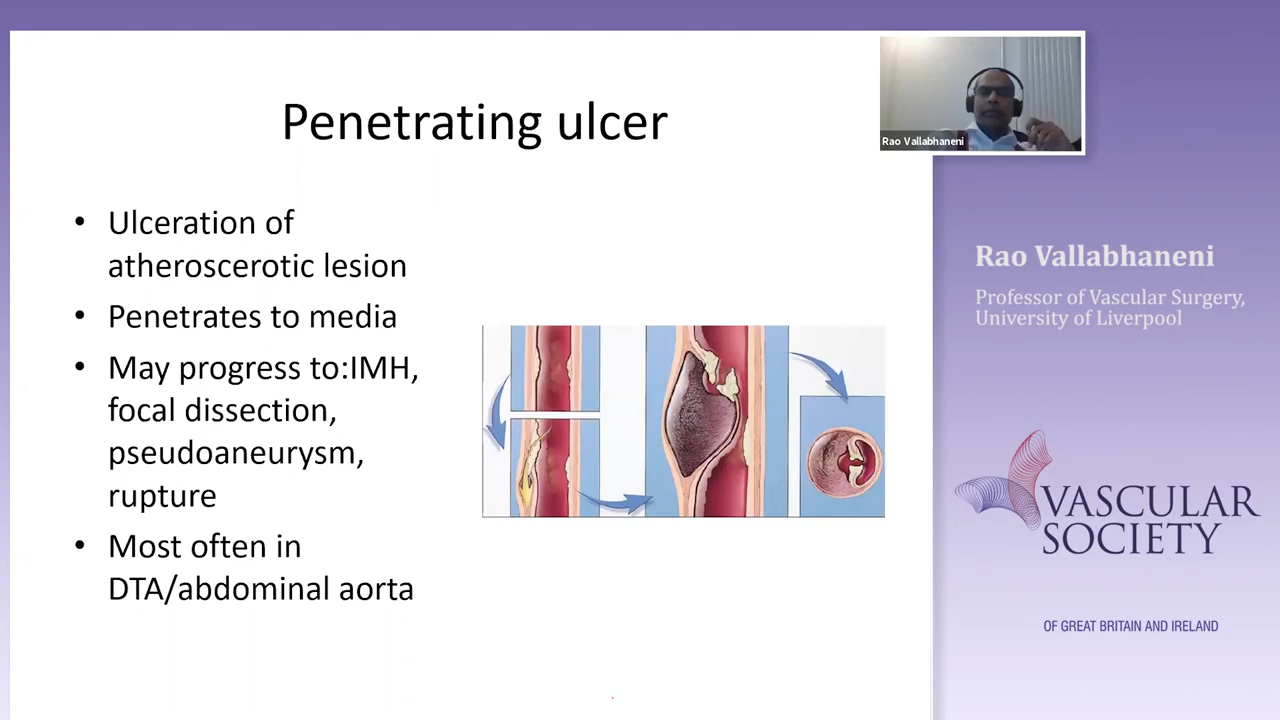 Penetrating ulcer
• Ulceration of
atheroscerotic lesion
• Penetrates to media
• May progress to:IMH,
focal dissection,
pseudoaneurysm,
rupture
• Most often in
DTA/abdominal aorta
Rao Vallabhaneni
Rao Vallabhaneni
Professor of Vascular Surgery,
University of Liverpool
VASCULAR
SOCIETY
OF GREAT BRITAIN AND IRELAND